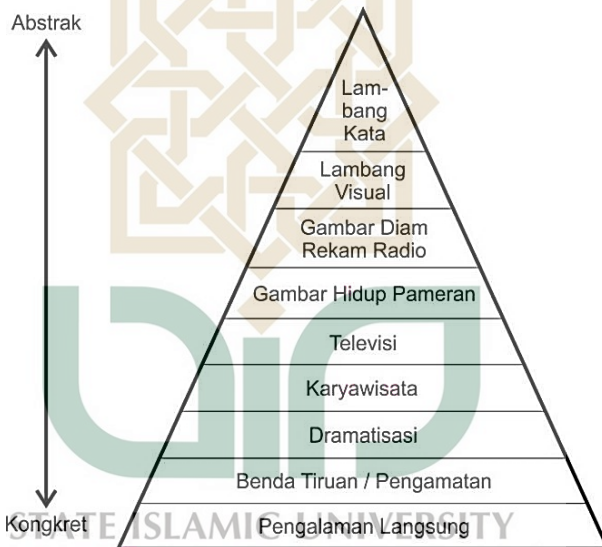 Abstrak
Lam-
bang
Kata
Lambang
Visual
Gambar Diam
Rekam Radio
Gambar Hidup Pameran
Televisi
Karyawisata
Dramatisasi
Benda Tiruan / Pengamatan
Kongkret
Pengalaman Langsung
STATE ISLAMIC UNIVERSITY